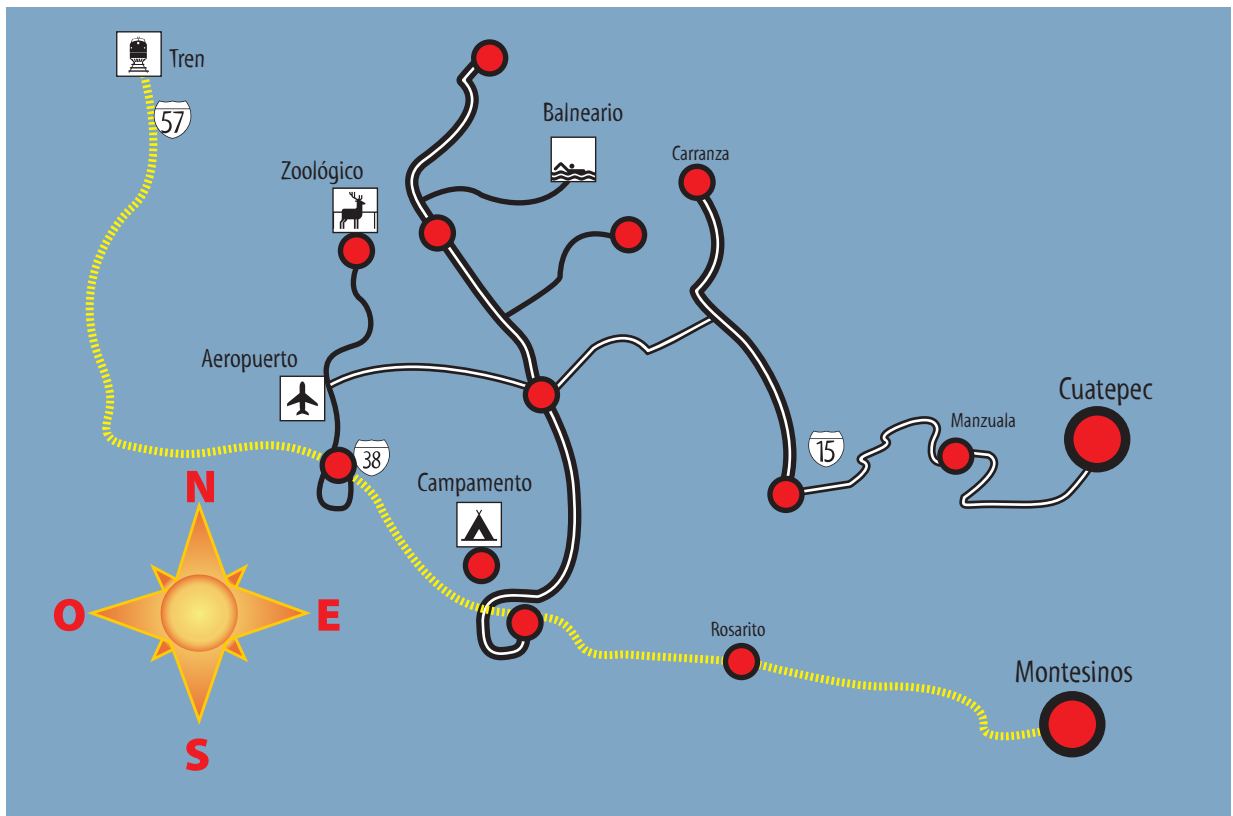 Tren
57
Balneario
Carranza
Zoológico
Aeropuerto
Cuatepec
Manzuala
15
38
Campamento
N
O
E
S
Rosarito
Montesinos